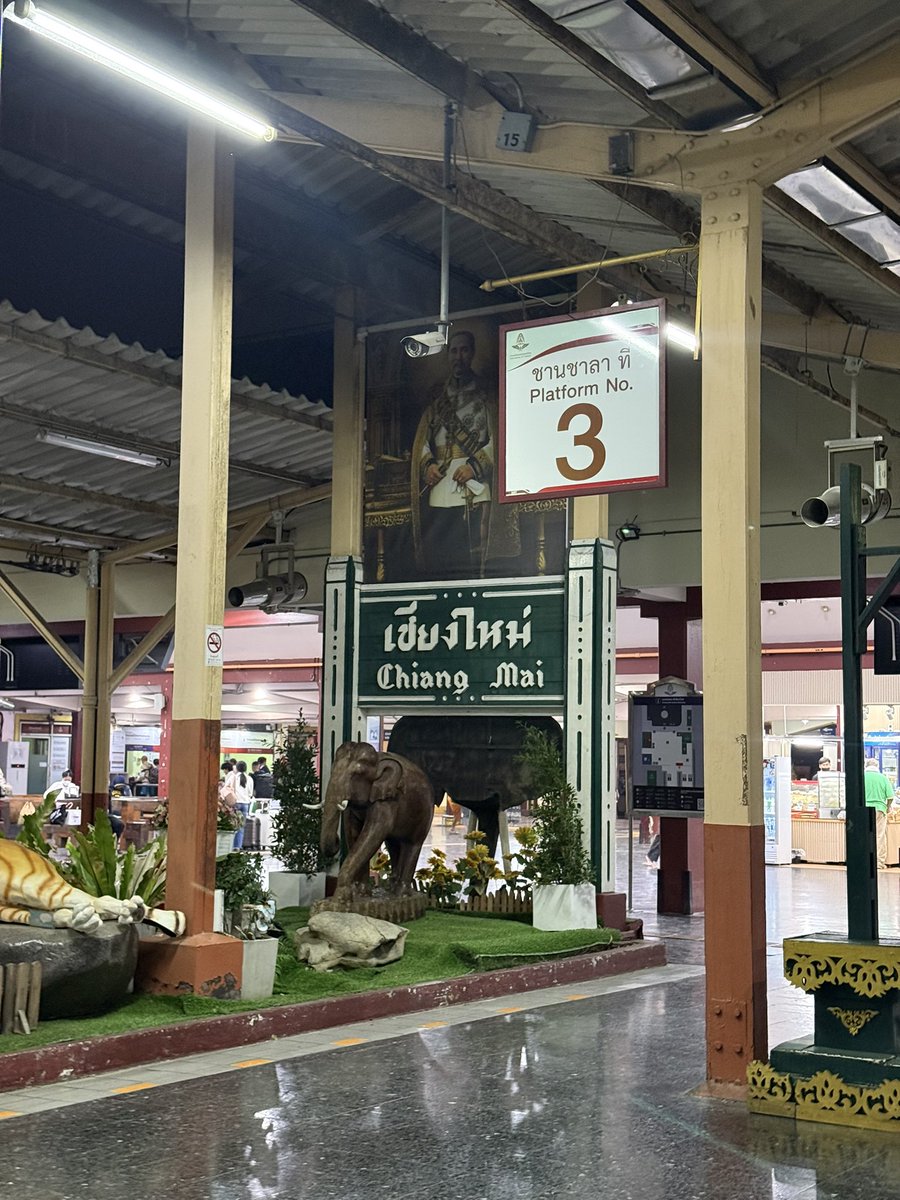 15
ชานชาลา ที่
Platform No.
3
เชียงใหม่
Chiang Mai